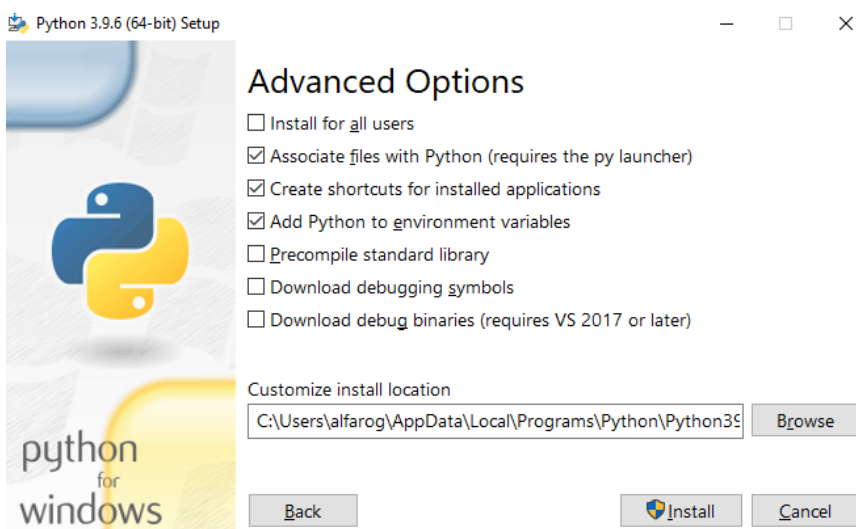 Python 3.9.6 (64-bit) Setup
Advanced Options
Install for all users
Associate files with Python (requires the py launcher)
Create shortcuts for installed applications
Add Python to environment variables
Precompile standard library
Download debugging symbols
Download debug binaries (requires VS 2017 or later)
Customize install location
C:\Users\alfarog\AppData\Local\Programs\Python\Python39
Browse
python
for
windows
Back
Install
Cancel